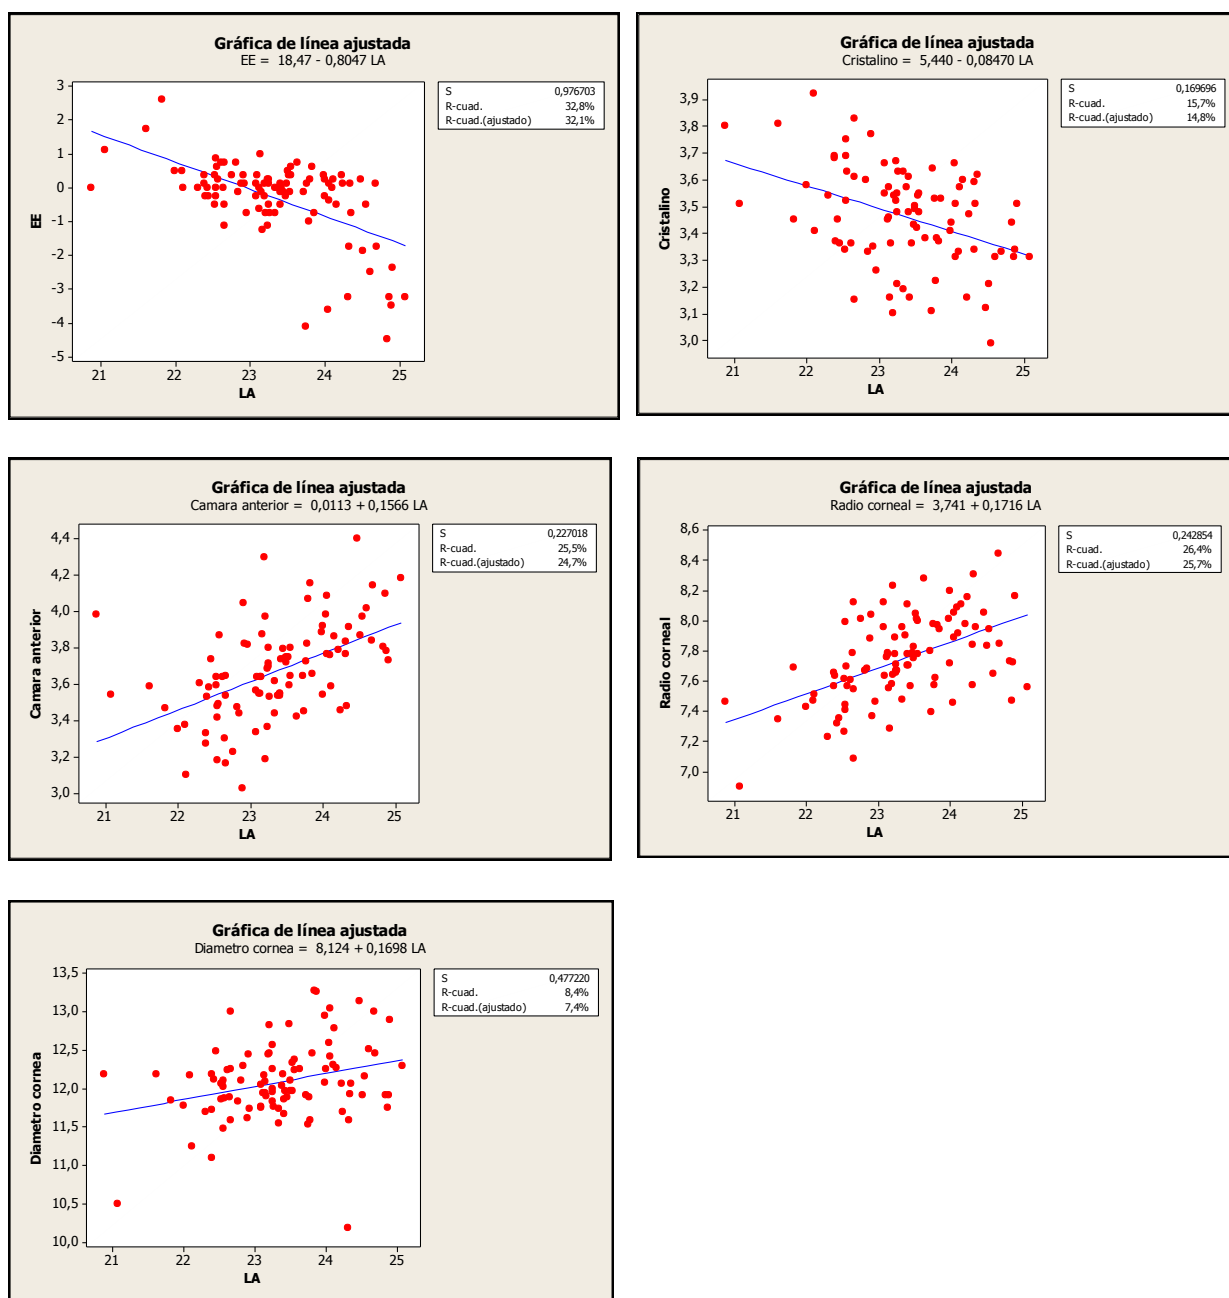 Gráfica de línea ajustada
EE = 18,47 - 0,8047 LA
S 0,976703
R-cuad. 32,8%
R-cuad.(ajustado) 32,1%
3
2
1
0
-1
-2
-3
-4
-5
EE
21 22 23 24 25
LA
Gráfica de línea ajustada
Cristalino = 5,440 - 0,08470 LA
S 0,169696
R-cuad. 15,7%
R-cuad.(ajustado) 14,8%
3,9
3,8
3,7
3,6
3,5
3,4
3,3
3,2
3,1
3,0
Cristalino
21 22 23 24 25
LA
Gráfica de línea ajustada
Camara anterior = 0,0113 + 0,1566 LA
S 0,227018
R-cuad. 25,5%
R-cuad.(ajustado) 24,7%
4,4
4,2
4,0
3,8
3,6
3,4
3,2
3,0
Camara anterior
21 22 23 24 25
LA
Gráfica de línea ajustada
Radio corneal = 3,741 + 0,1716 LA
S 0,242854
R-cuad. 26,4%
R-cuad.(ajustado) 25,7%
8,6
8,4
8,2
8,0
7,8
7,6
7,4
7,2
7,0
Radio corneal
21 22 23 24 25
LA
Gráfica de línea ajustada
Diametro cornea = 8,124 + 0,1698 LA
S 0,477220
R-cuad. 8,4%
R-cuad.(ajustado) 7,4%
13,5
13,0
12,5
12,0
11,5
11,0
10,5
10,0
Diametro cornea
21 22 23 24 25
LA